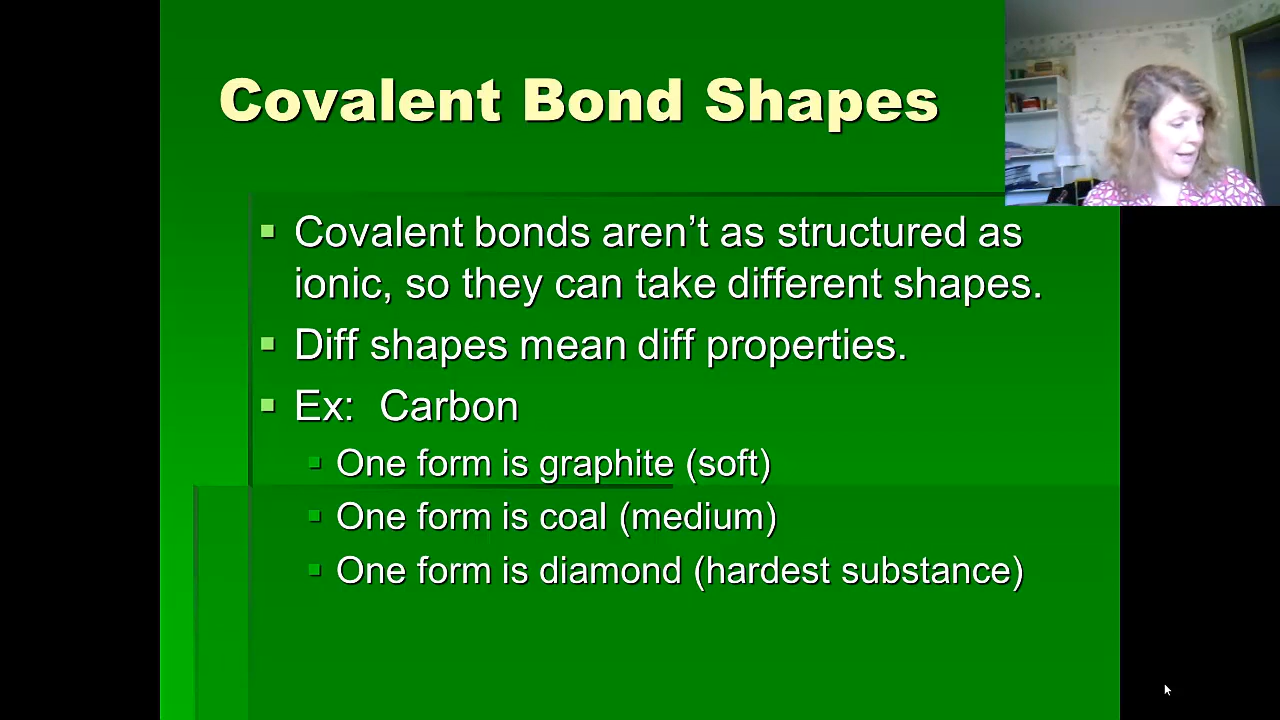 Covalent Bond Shapes
Covalent bonds aren't as structured as
ionic, so they can take different shapes.
Diff shapes mean diff properties.
Ex:  Carbon
One form is graphite (soft)
One form is coal (medium)
One form is diamond (hardest substance)